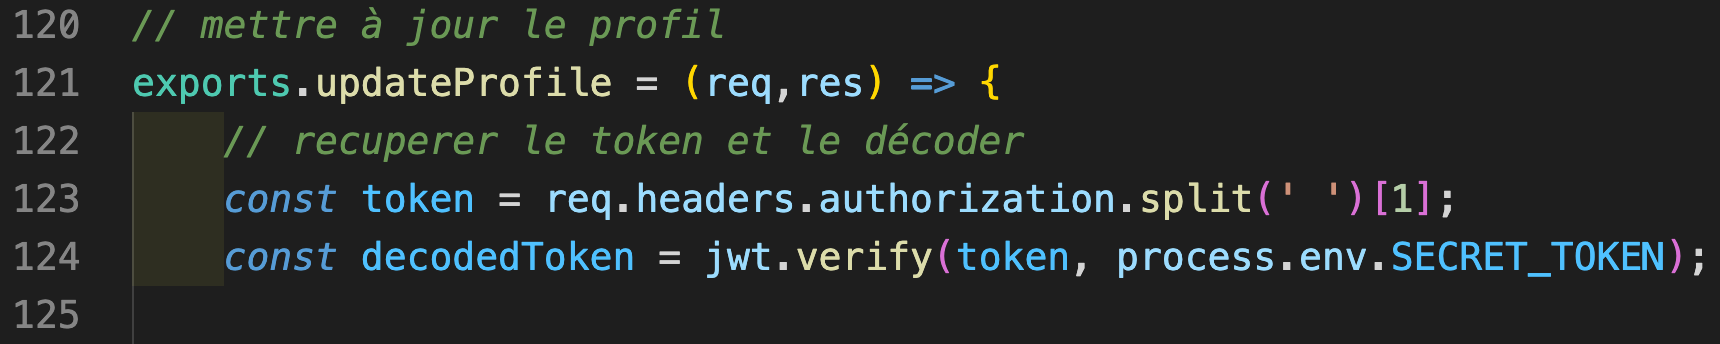 120 // mettre à jour le profil
121 exports.updateProfile = (req,res) => {
122 // recuperer le token et le décoder
123 const token = req.headers.authorization.split(' ')[1];
124 const decodedToken = jwt.verify(token, process.env.SECRET_TOKEN);
125